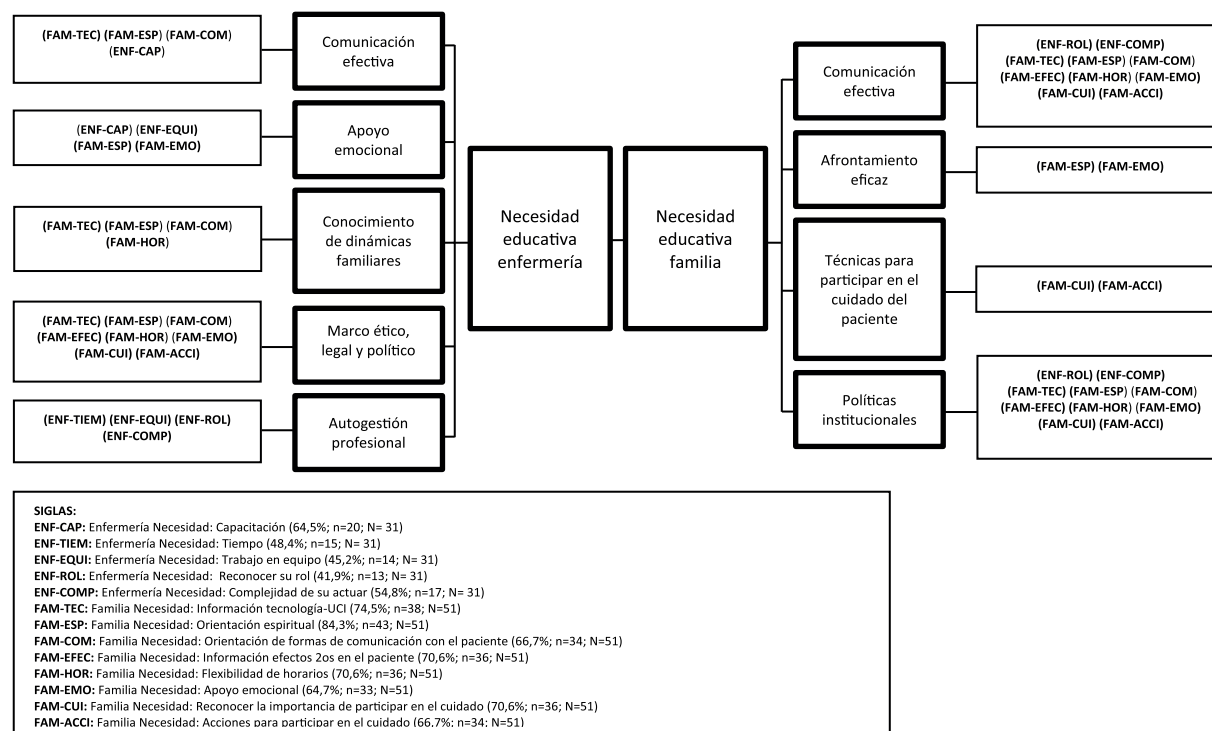 (FAM-TEC) (FAM-ESP) (FAM-COM)
(ENF-CAP)
Comunicación
efectiva
(ENF-CAP) (ENF-EQUI)
(FAM-ESP) (FAM-EMO)
Apoyo
emocional
(FAM-TEC) (FAM-ESP) (FAM-COM)
(FAM-HOR)
Conocimiento
de dinámicas
familiares
(FAM-TEC) (FAM-ESP) (FAM-COM)
(FAM-EFEC) (FAM-HOR) (FAM-EMO)
(FAM-CUI) (FAM-ACCI)
Marco ético,
legal y político
(ENF-TIEM) (ENF-EQUI) (ENF-ROL)
(ENF-COMP)
Autogestión
profesional
Necesidad
educativa
enfermería
Necesidad
educativa
familia
Comunicación
efectiva
(ENF-ROL) (ENF-COMP)
(FAM-TEC) (FAM-ESP) (FAM-COM)
(FAM-EFEC) (FAM-HOR) (FAM-EMO)
(FAM-CUI) (FAM-ACCI)
Afrontamiento
eficaz
(FAM-ESP) (FAM-EMO)
Técnicas para
participar en el
cuidado del
paciente
(FAM-CUI) (FAM-ACCI)
Políticas
institucionales
(ENF-ROL) (ENF-COMP)
(FAM-TEC) (FAM-ESP) (FAM-COM)
(FAM-EFEC) (FAM-HOR) (FAM-EMO)
(FAM-CUI) (FAM-ACCI)
SIGLAS:
ENF-CAP: Enfermería Necesidad: Capacitación (64,5%; n=20; N= 31)
ENF-TIEM: Enfermería Necesidad: Tiempo (48,4%; n=15; N= 31)
ENF-EQUI: Enfermería Necesidad: Trabajo en equipo (45,2%; n=14; N= 31)
ENF-ROL: Enfermería Necesidad: Reconocer su rol (41,9%; n=13; N= 31)
ENF-COMP: Enfermería Necesidad: Complejidad de su actuar (54,8%; n=17; N= 31)
FAM-TEC: Familia Necesidad: Información tecnología-UCI (74,5%; n=38; N=51)
FAM-ESP: Familia Necesidad: Orientación espiritual (84,3%; n=43; N=51)
FAM-COM: Familia Necesidad: Orientación de formas de comunicación con el paciente (66,7%; n=34; N=51)
FAM-EFEC: Familia Necesidad: Información efectos 2os en el paciente (70,6%; n=36; N=51)
FAM-HOR: Familia Necesidad: Flexibilidad de horarios (70,6%; n=36; N=51)
FAM-EMO: Familia Necesidad: Apoyo emocional (64,7%; n=33; N=51)
FAM-CUI: Familia Necesidad: Reconocer la importancia de participar en el cuidado (70,6%; n=36; N=51)
FAM-ACCI: Familia Necesidad: Acciones para participar en el cuidado (66,7%; n=34; N=51)